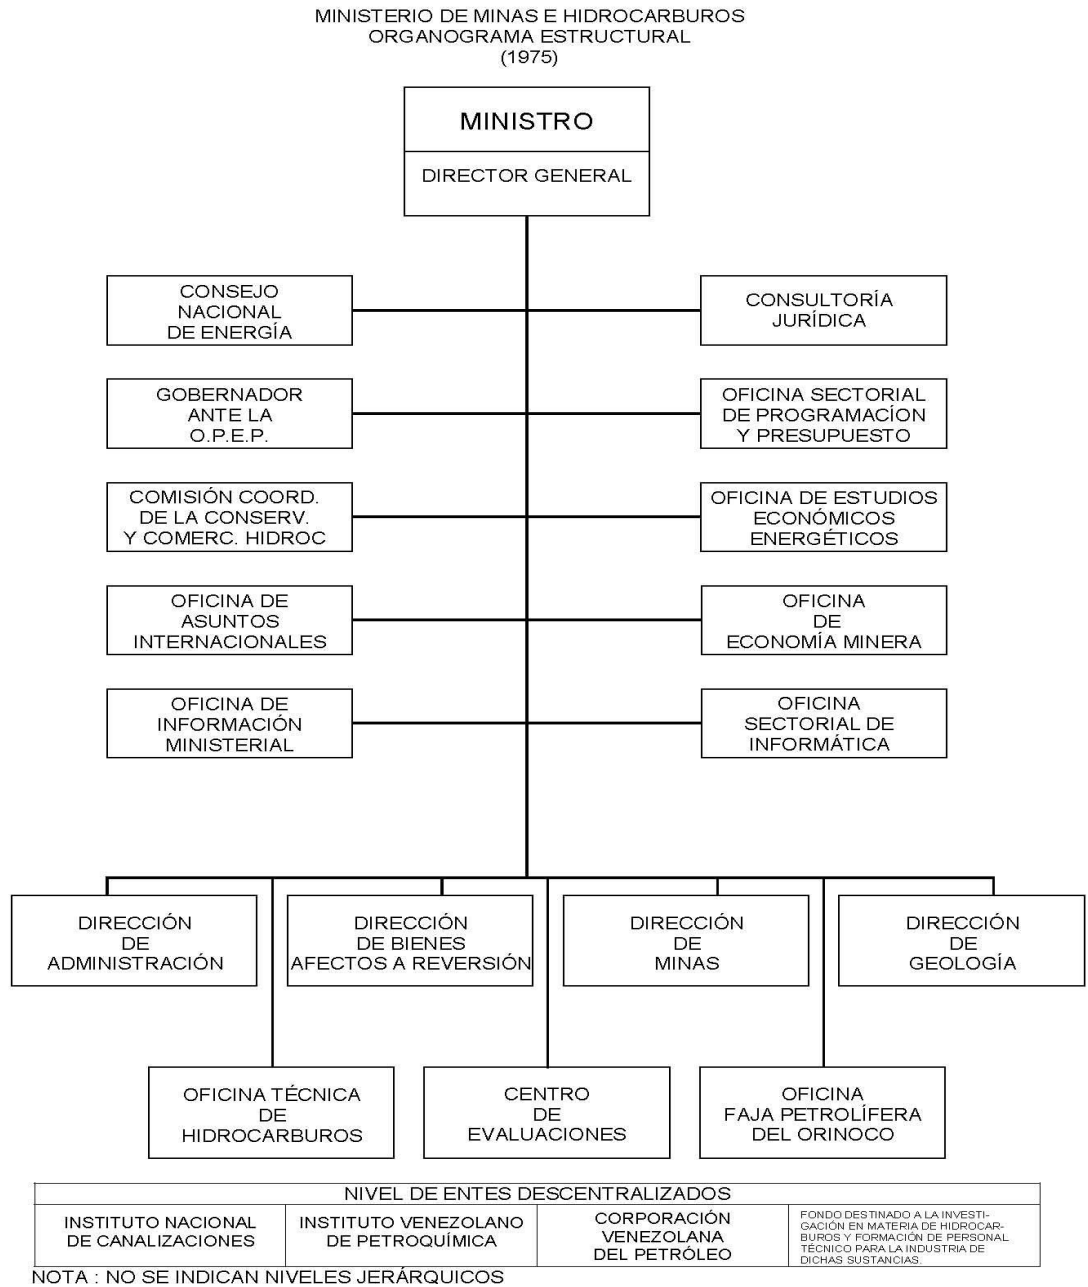 MINISTERIO DE MINAS E HIDROCARBUROS
ORGANOGRAMA ESTRUCTURAL
(1975)
MINISTRO
DIRECTOR GENERAL
CONSEJO
NACIONAL
DE ENERGÍA
CONSULTORÍA
JURÍDICA
GOBERNADOR
ANTE LA
O.P.E.P.
OFICINA SECTORIAL
DE PROGRAMACÍON
Y PRESUPUESTO
COMISIÓN COORD.
DE LA CONSERV.
Y COMERC. HIDROC
OFICINA DE ESTUDIOS
ECONÓMICOS
ENERGÉTICOS
OFICINA DE
ASUNTOS
INTERNACIONALES
OFICINA
DE
ECONOMÍA MINERA
OFICINA DE
INFORMACIÓN
MINISTERIAL
OFICINA
SECTORIAL DE
INFORMÁTICA
DIRECCIÓN
DE
ADMINISTRACIÓN
DIRECCIÓN
DE BIENES
AFECTOS A REVERSIÓN
DIRECCIÓN
DE
MINAS
DIRECCIÓN
DE
GEOLOGÍA
OFICINA TÉCNICA
DE
HIDROCARBUROS
CENTRO
DE
EVALUACIONES
OFICINA
FAJA PETROLÍFERA
DEL ORINOCO
NIVEL DE ENTES DESCENTRALIZADOS
INSTITUTO NACIONAL
DE CANALIZACIONES
INSTITUTO VENEZOLANO
DE PETROQUÍMICA
CORPORACIÓN
VENEZOLANA
DEL PETRÓLEO
FONDO DESTINADO A LA INVESTI-
GACIÓN EN MATERIA DE HIDROCAR-
BUROS Y FORMACIÓN DE PERSONAL
TÉCNICO PARA LA INDUSTRIA DE
DICHAS SUSTANCIAS.
NOTA : NO SE INDICAN NIVELES JERÁRQUICOS